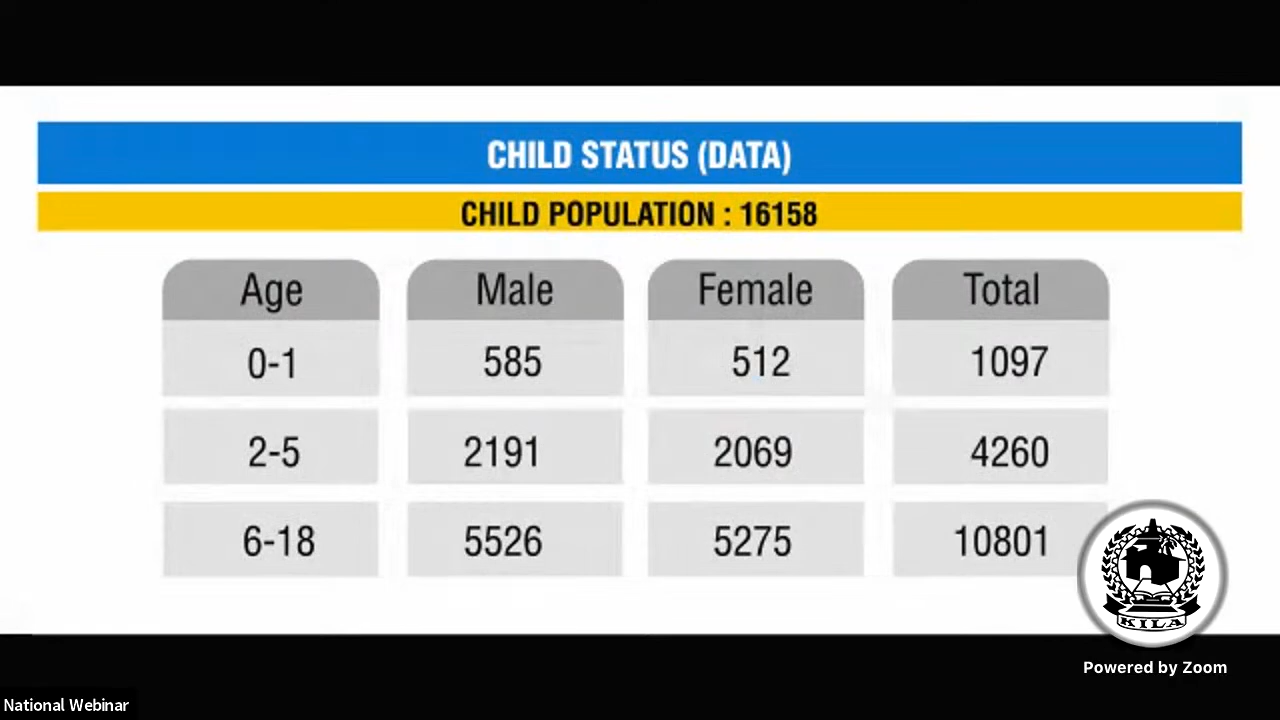 CHILD STATUS (DATA)
CHILD POPULATION : 16158
Age Male Female Total
0-1 585 512 1097
2-5 2191 2069 4260
6-18 5526 5275 10801
KILA
Powered by Zoom
National Webinar